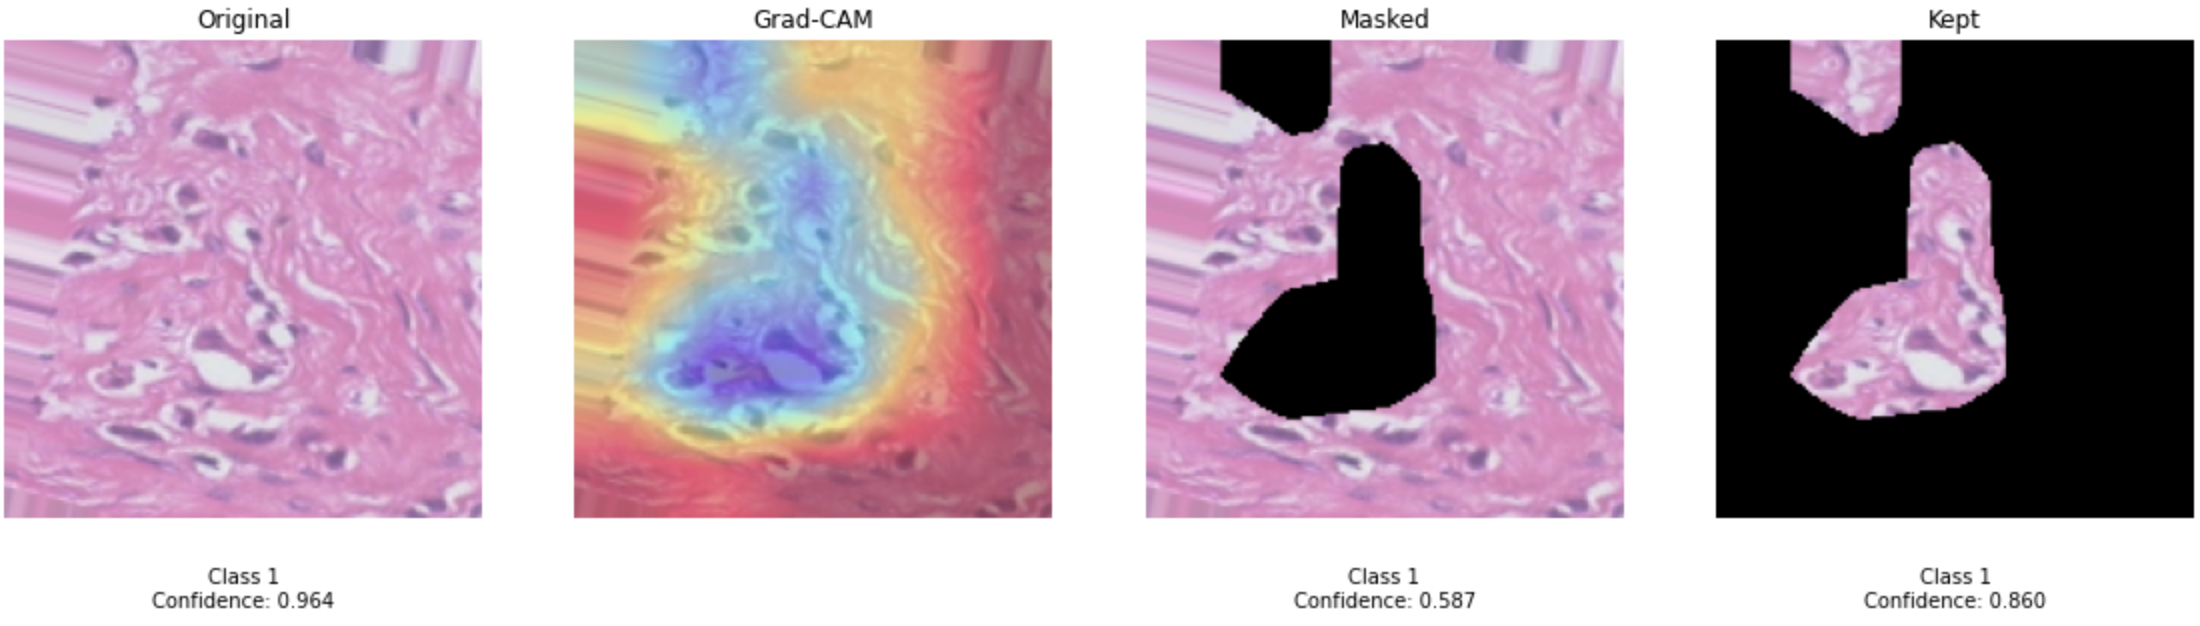 Original
Grad-CAM
Masked
Kept
Class 1
Confidence: 0.964
Class 1
Confidence: 0.587
Class 1
Confidence: 0.860